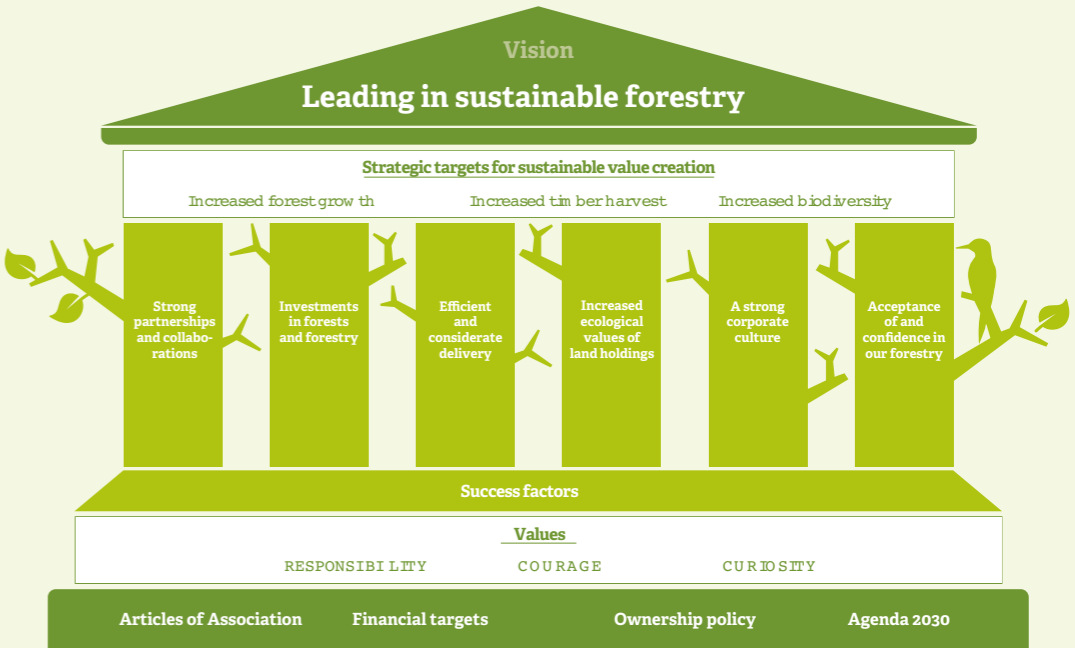 Vision
Leading in sustainable forestry
Strategic targets for sustainable value creation
Increased forest growth Increased timber harvest Increased biodiversity
Strong
partnerships
and collabo-
rations
Investments
in forests
and forestry
Efficient
and
considerate
delivery
Increased
ecological
values of
land holdings
A strong
corporate
culture
Acceptance
of and
confidence in
our forestry
Success factors
Values
RESPONSIBILITY COURAGE CURIOSITY
Articles of Association Financial targets Ownership policy Agenda 2030